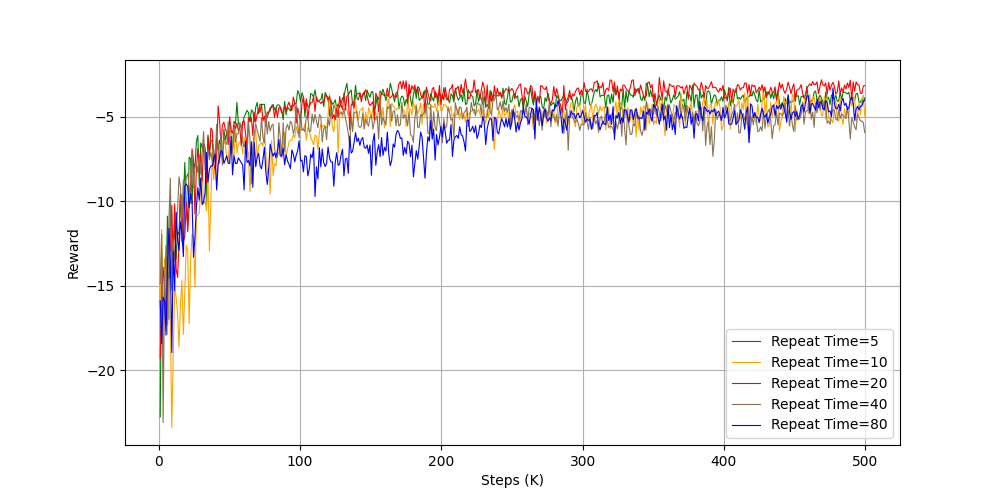 −5
−10
−15
−20
Reward
0
100
200
300
400
500
Steps (K)
Repeat Time=5
Repeat Time=10
Repeat Time=20
Repeat Time=40
Repeat Time=80